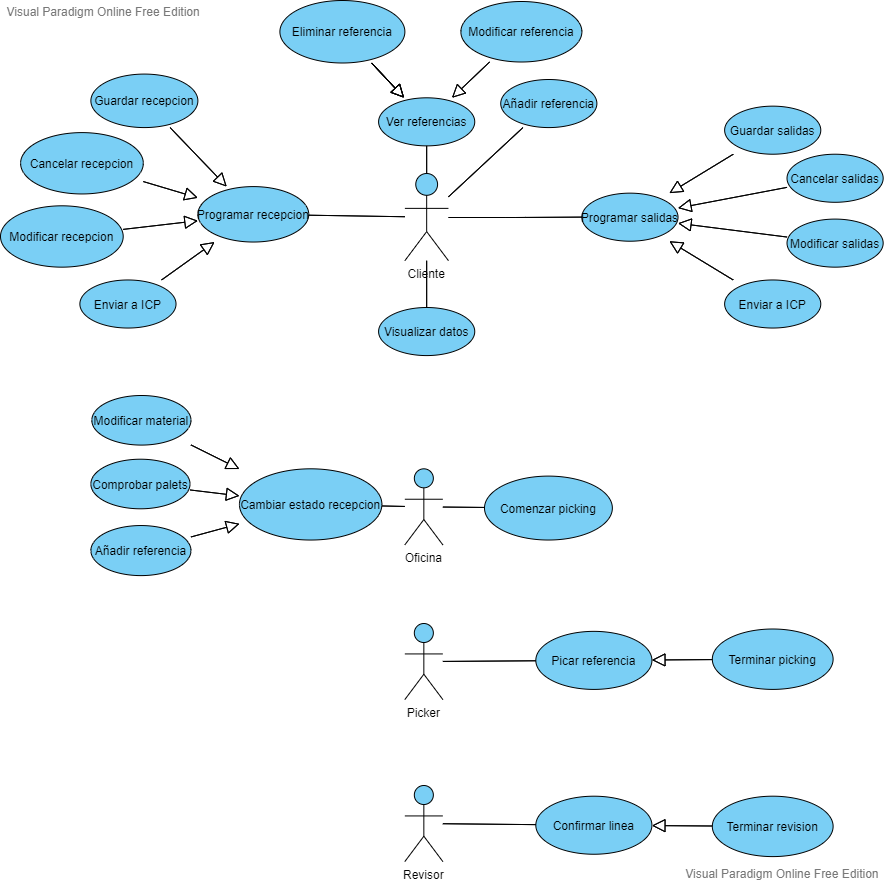 Visual Paradigm Online Free Edition
Eliminar referencia
Modificar referencia
Guardar recepcion
Ver referencias
Añadir referencia
Guardar salidas
Cancelar recepcion
Cancelar salidas
Programar recepcion
Programar salidas
Modificar recepcion
Modificar salidas
Cliente
Enviar a ICP
Enviar a ICP
Visualizar datos
Modificar material
Comprobar palets
Cambiar estado recepcion
Comenzar picking
Añadir referencia
Oficina
Picar referencia
Terminar picking
Picker
Confirmar linea
Terminar revision
Revisor
Visual Paradigm Online Free Edition